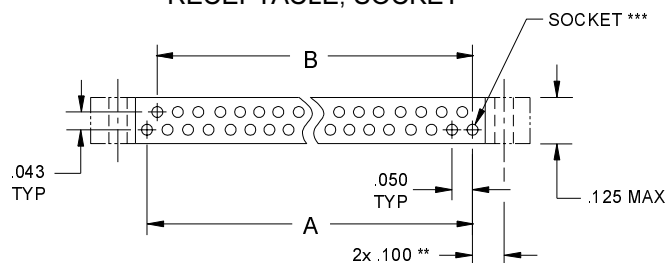 RECEPTACLE, SOCKET
SOCKET ***
B
.043
TYP
.050
TYP
.125 MAX
A
2x .100 **